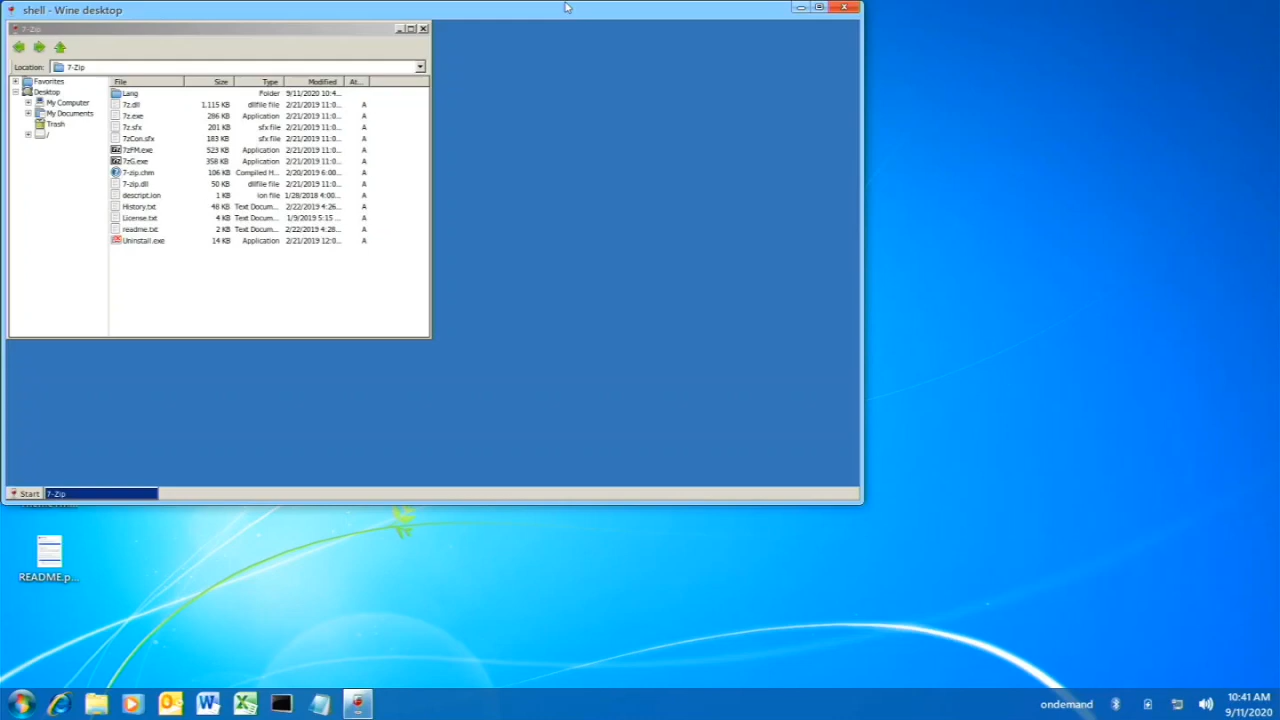 shell - Wine desktop
7-Zip
Location: 7-Zip
Favorites
Desktop
My Computer
My Documents
Trash
/
File Size Type Modified At...
Lang Folder 9/11/2020 10:4...
7z.dll 1,115 KB dllfile file 2/21/2019 11:0... A
7z.exe 286 KB Application 2/21/2019 11:0... A
7z.sfx 201 KB sfx file 2/21/2019 11:0... A
7zCon.sfx 183 KB sfx file 2/21/2019 11:0... A
7zFM.exe 523 KB Application 2/21/2019 11:0... A
7zG.exe 358 KB Application 2/21/2019 11:0... A
7-zip.chm 106 KB Compiled H... 2/20/2019 6:00... A
7-zip.dll 50 KB dllfile file 2/21/2019 11:0... A
descript.ion 1 KB ion file 1/28/2018 4:00... A
History.txt 48 KB Text Docum... 2/22/2019 4:26... A
License.txt 4 KB Text Docum... 1/9/2019 5:15 ... A
readme.txt 2 KB Text Docum... 2/22/2019 4:28... A
Uninstall.exe 14 KB Application 2/21/2019 12:0... A
Start 7-Zip
README.p...
ondemand
10:41 AM
9/11/2020